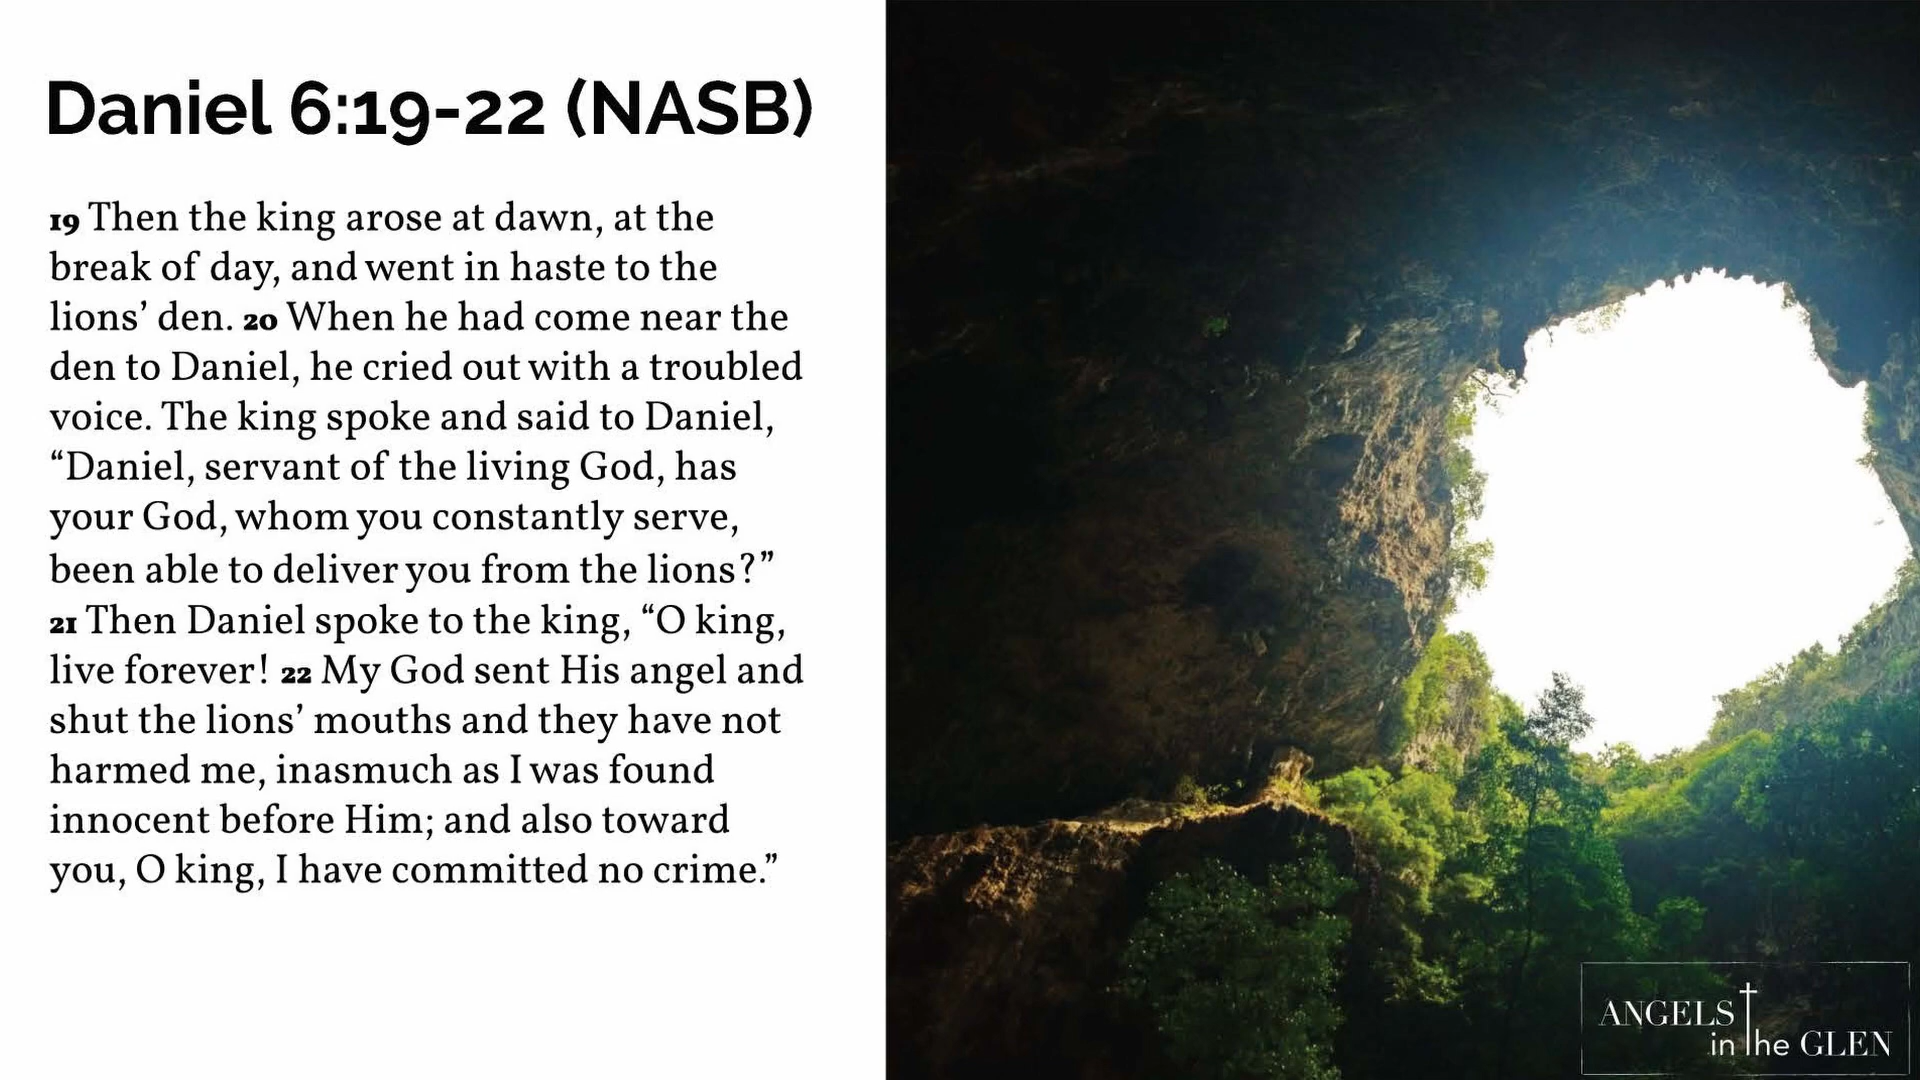 Daniel 6:19-22 (NASB)
19 Then the king arose at dawn, at the
break of day, and went in haste to the
lions’ den. 20 When he had come near the
den to Daniel, he cried out with a troubled
voice. The king spoke and said to Daniel,
“Daniel, servant of the living God, has
your God, whom you constantly serve,
been able to deliver you from the lions?”
21 Then Daniel spoke to the king, “O king,
live forever! 22 My God sent His angel and
shut the lions’ mouths and they have not
harmed me, inasmuch as I was found
innocent before Him; and also toward
you, O king, I have committed no crime.”
ANGELS
in the GLEN